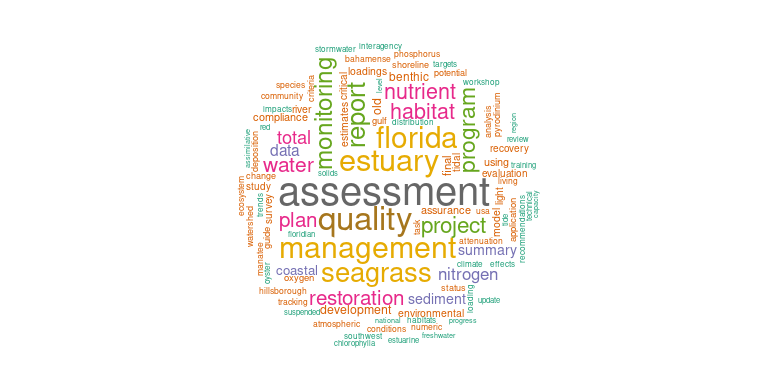 stormwater
interagency
phosphorus
bahamense
shoreline
targets
loadings
benthic
potential
species
criteria
monitoring
critical
report
level
nutrient
workshop
community
estimates
old
habitat
program
impacts
river
compliance
gulf
distribution
analysis
pyrodinium
region
red
total
florida
review
assimilative
deposition
data
estuary
final
tidal
recovery
water
solids
using
training
change
evaluation
ecosystem
study
assessment
living
light
watershed
trends
guide
survey
plan
quality
assurance
usa
model
tide
application
recommendations
technical
capacity
floridian
task
project
manatee
oyster
management
attenuation
summary
coastal
seagrass
climate
effects
oxygen
nitrogen
hillsborough
tracking
restoration
sediment
status
loading
update
suspended
development
environmental
atmospheric
national
habitats
progress
conditions
numeric
southwest
estuarine
freshwater
chlorophylla